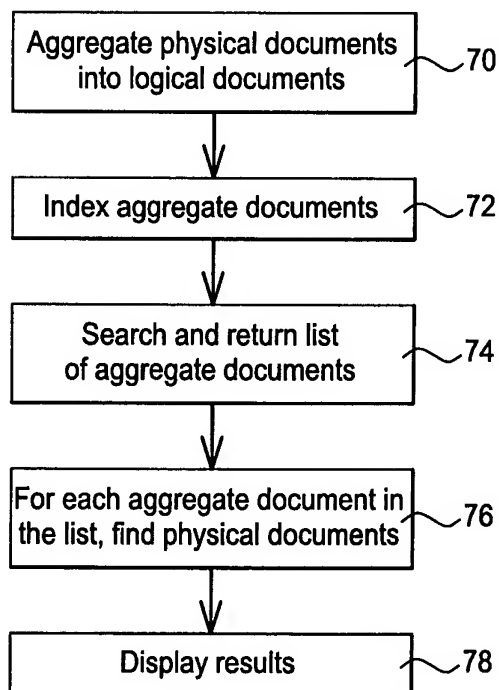 Aggregate physical documents
into logical documents
70
Index aggregate documents
72
Search and return list
of aggregate documents
74
For each aggregate document in
the list, find physical documents
76
Display results
78